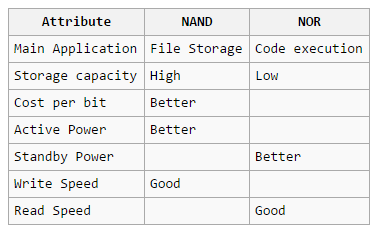 Attribute NAND NOR
Main Application File Storage Code execution
Storage capacity High Low
Cost per bit Better
Active Power Better
Standby Power Better
Write Speed Good
Read Speed Good